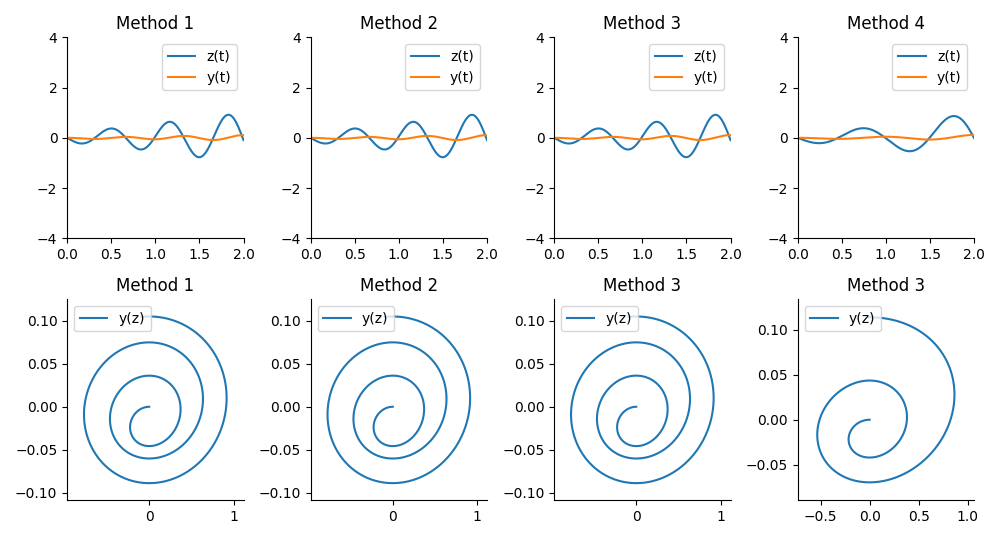 Method 1 Method 2 Method 3 Method 4
4 4 4 4
z(t) z(t) z(t) z(t)
y(t) y(t) y(t) y(t)
2 2 2 2
0 0 0 0
−2 −2 −2 −2
−4 −4 −4 −4
0.0 0.5 1.0 1.5 2.0 0.0 0.5 1.0 1.5 2.0 0.0 0.5 1.0 1.5 2.0 0.0 0.5 1.0 1.5 2.0
Method 1 Method 2 Method 3 Method 3
y(z) y(z) y(z) y(z)
0.10 0.10 0.10 0.10
0.05 0.05 0.05 0.05
0.00 0.00 0.00 0.00
−0.05 −0.05 −0.05 −0.05
−0.10 −0.10 −0.10
0 1 0 1 0 1 −0.5 0.0 0.5 1.0